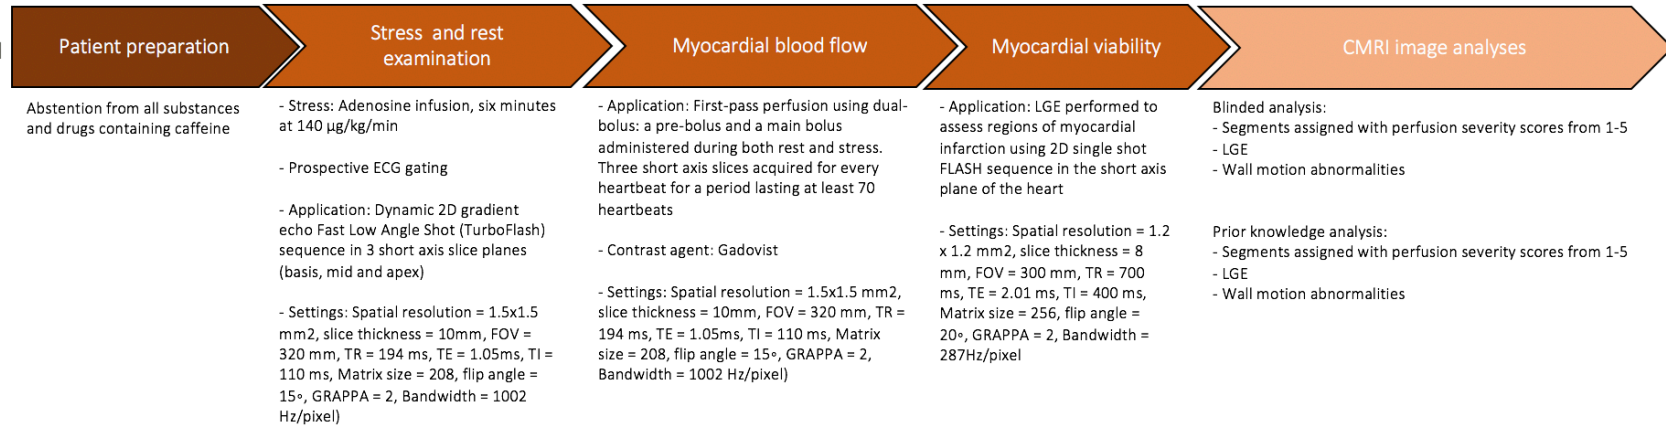 Patient preparation
Stress and rest
examination
Myocardial blood flow
Myocardial viability
CMRI image analyses
Abstention from all substances
and drugs containing caffeine
- Stress: Adenosine infusion, six minutes
at 140 µg/kg/min
- Prospective ECG gating
- Application: Dynamic 2D gradient
echo Fast Low Angle Shot (TurboFlash)
sequence in 3 short axis slice planes
(basis, mid and apex)
- Settings: Spatial resolution = 1.5x1.5
mm2, slice thickness = 10mm, FOV =
320 mm, TR = 194 ms, TE = 1.05ms, TI =
110 ms, Matrix size = 208, flip angle =
15∘, GRAPPA = 2, Bandwidth = 1002
Hz/pixel)
- Application: First-pass perfusion using dual-
bolus: a pre-bolus and a main bolus
administered during both rest and stress.
Three short axis slices acquired for every
heartbeat for a period lasting at least 70
heartbeats
- Contrast agent: Gadovist
- Settings: Spatial resolution = 1.5x1.5 mm2,
slice thickness = 10mm, FOV = 320 mm, TR =
194 ms, TE = 1.05ms, TI = 110 ms, Matrix
size = 208, flip angle = 15∘, GRAPPA = 2,
Bandwidth = 1002 Hz/pixel)
- Application: LGE performed to
assess regions of myocardial
infarction using 2D single shot
FLASH sequence in the short axis
plane of the heart
- Settings: Spatial resolution = 1.2
x 1.2 mm2, slice thickness = 8
mm, FOV = 300 mm, TR = 700
ms, TE = 2.01 ms, TI = 400 ms,
Matrix size = 256, flip angle =
20∘, GRAPPA = 2, Bandwidth =
287Hz/pixel
Blinded analysis:
- Segments assigned with perfusion severity scores from 1-5
- LGE
- Wall motion abnormalities
Prior knowledge analysis:
- Segments assigned with perfusion severity scores from 1-5
- LGE
- Wall motion abnormalities